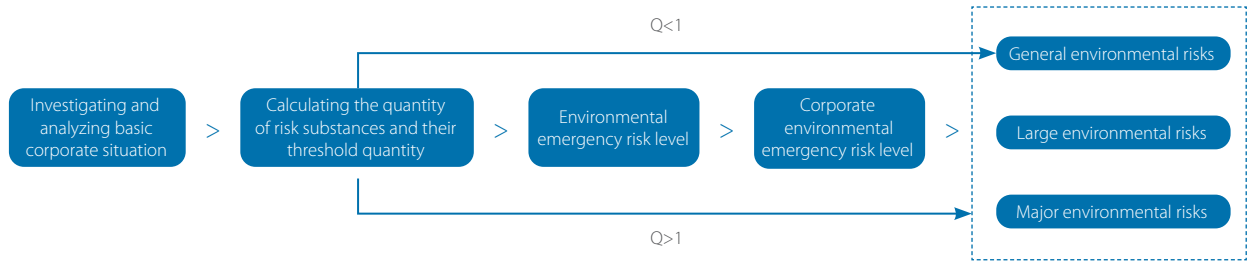 Q<1
Investigating and
analyzing basic
corporate situation
>
Calculating the quantity
of risk substances and their
threshold quantity
>
Environmental
emergency risk level
>
Corporate
environmental
emergency risk level
>
General environmental risks
Large environmental risks
Major environmental risks
Q>1